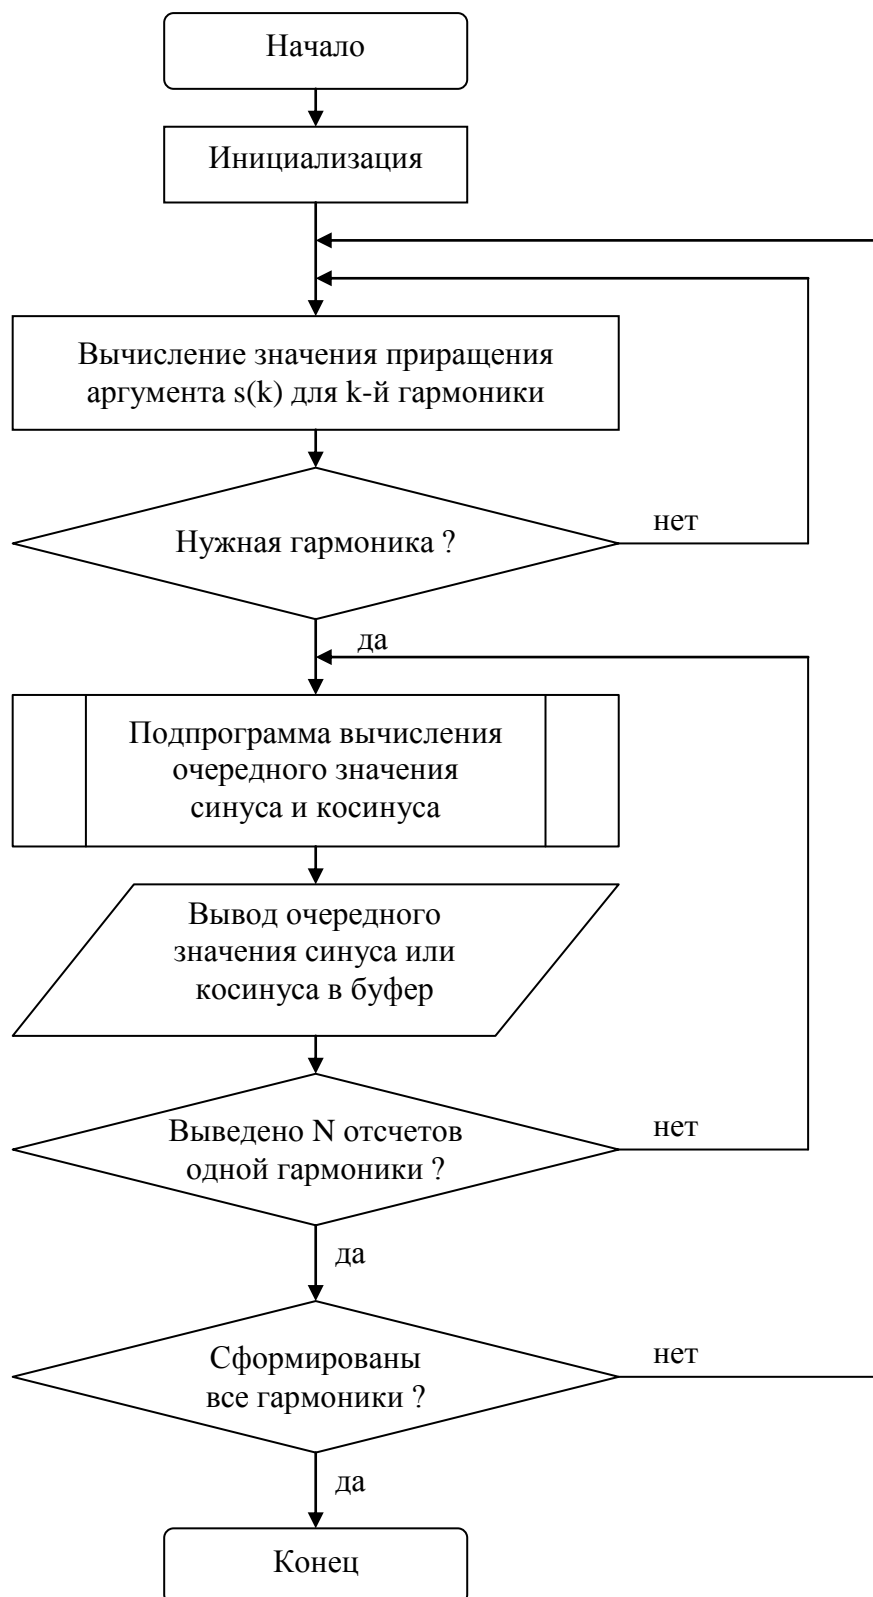 Начало
Инициализация
Вычисление значения приращения
аргумента s(k) для k-й гармоники
Нужная гармоника ?
нет
да
Подпрограмма вычисления
очередного значения
синуса и косинуса
Вывод очередного
значения синуса или
косинуса в буфер
Выведено N отсчетов
одной гармоники ?
нет
да
Сформированы
все гармоники ?
нет
да
Конец